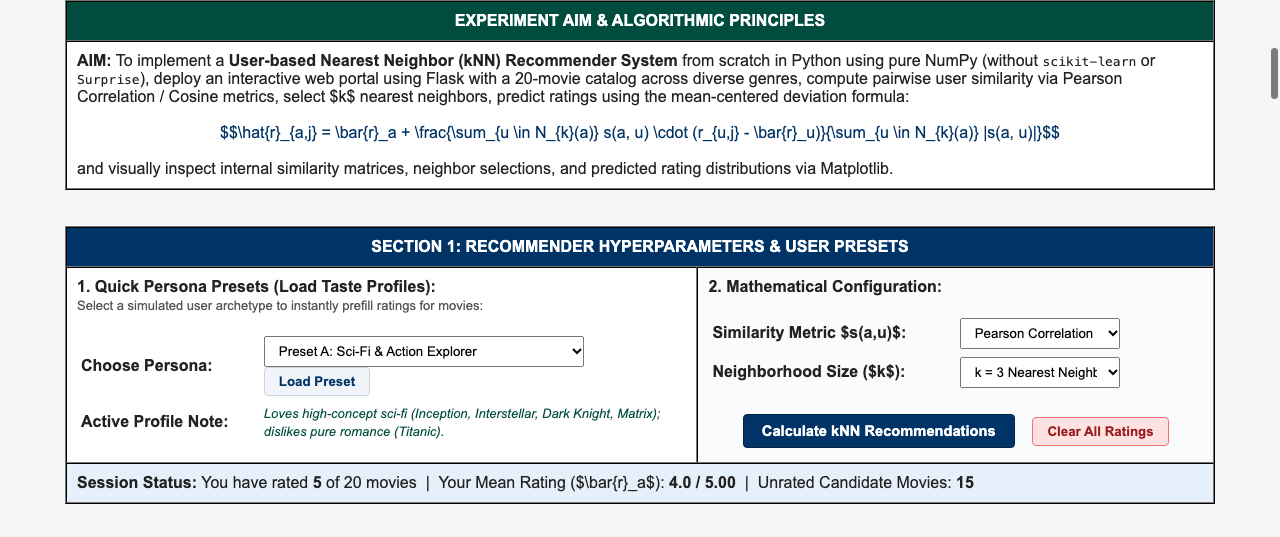 EXPERIMENT AIM & ALGORITHMIC PRINCIPLES
AIM: To implement a User-based Nearest Neighbor (kNN) Recommender System from scratch in Python using pure NumPy (without scikit-learn or
Surprise), deploy an interactive web portal using Flask with a 20-movie catalog across diverse genres, compute pairwise user similarity via Pearson
Correlation / Cosine metrics, select $k$ nearest neighbors, predict ratings using the mean-centered deviation formula:
$$\hat{r}_{a,j} = \bar{r}_a + \frac{\sum_{u \in N_{k}(a)} s(a, u) \cdot (r_{u,j} - \bar{r}_u)}{\sum_{u \in N_{k}(a)} |s(a, u)|}$$
and visually inspect internal similarity matrices, neighbor selections, and predicted rating distributions via Matplotlib.
SECTION 1: RECOMMENDER HYPERPARAMETERS & USER PRESETS
1. Quick Persona Presets (Load Taste Profiles):
Select a simulated user archetype to instantly prefill ratings for movies:
Choose Persona:
Preset A: Sci-Fi & Action Explorer
Load Preset
Active Profile Note:
Loves high-concept sci-fi (Inception, Interstellar, Dark Knight, Matrix);
dislikes pure romance (Titanic).
2. Mathematical Configuration:
Similarity Metric $s(a,u)$:
Pearson Correlation
Neighborhood Size ($k$):
k = 3 Nearest
Calculate kNN Recommendations
Clear All Ratings
Session Status: You have rated 5 of 20 movies | Your Mean Rating ($\bar{r}_a$): 4.0 / 5.00 | Unrated Candidate Movies: 15